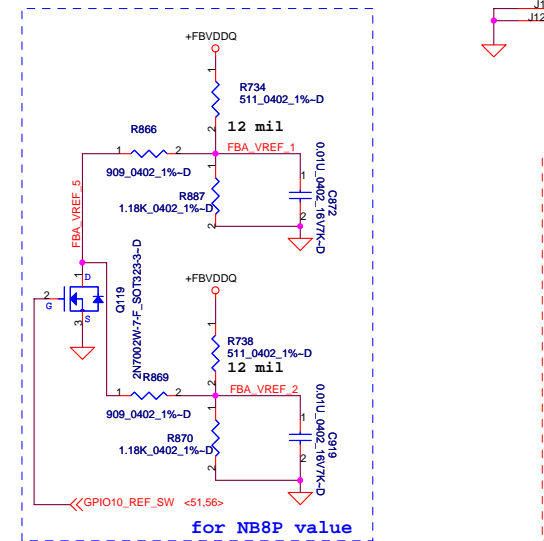 J1
J12
+FBVDDQ
1
R734
511_0402_1%~D
2
12 mil
R866
1
2
FBA_VREF_1
909_0402_1%~D
1
R887
1.18K_0402_1%~D
2
1
2
C872
0.01U_0402_16V7K~D
FBA_VREF_5
1
D
2
G
S
3
Q119
2N7002W-7-F_SOT323-3~D
+FBVDDQ
1
R738
511_0402_1%~D
2
12 mil
R869
1
2
FBA_VREF_2
909_0402_1%~D
1
R870
1.18K_0402_1%~D
2
1
2
C919
0.01U_0402_16V7K~D
GPIO10_REF_SW <51,56>
for NB8P value